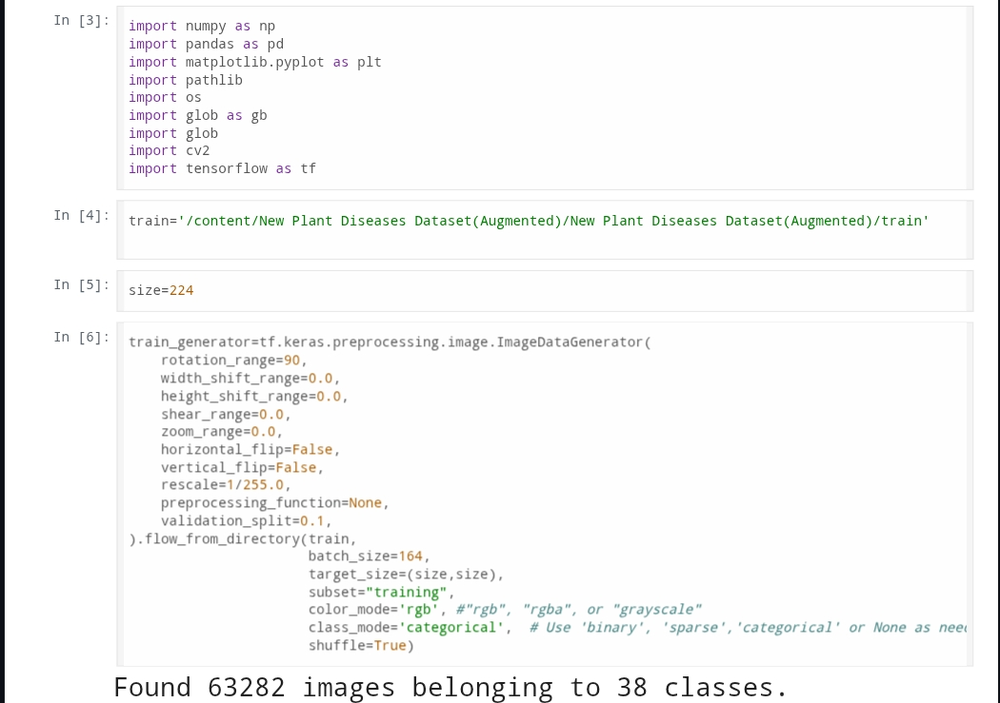 In [3]:
import numpy as np
import pandas as pd
import matplotlib.pyplot as plt
import pathlib
import os
import glob as gb
import glob
import cv2
import tensorflow as tf
In [4]:
train='/content/New Plant Diseases Dataset(Augmented)/New Plant Diseases Dataset(Augmented)/train'
In [5]:
size=224
In [6]:
train_generator=tf.keras.preprocessing.image.ImageDataGenerator(
    rotation_range=90,
    width_shift_range=0.0,
    height_shift_range=0.0,
    shear_range=0.0,
    zoom_range=0.0,
    horizontal_flip=False,
    vertical_flip=False,
    rescale=1/255.0,
    preprocessing_function=None,
    validation_split=0.1,
).flow_from_directory(train,
                      batch_size=164,
                      target_size=(size,size),
                      subset="training",
                      color_mode='rgb', #"rgb", "rgba", or "grayscale"
                      class_mode='categorical',  # Use 'binary', 'sparse','categorical' or None as
                      shuffle=True)
Found 63282 images belonging to 38 classes.